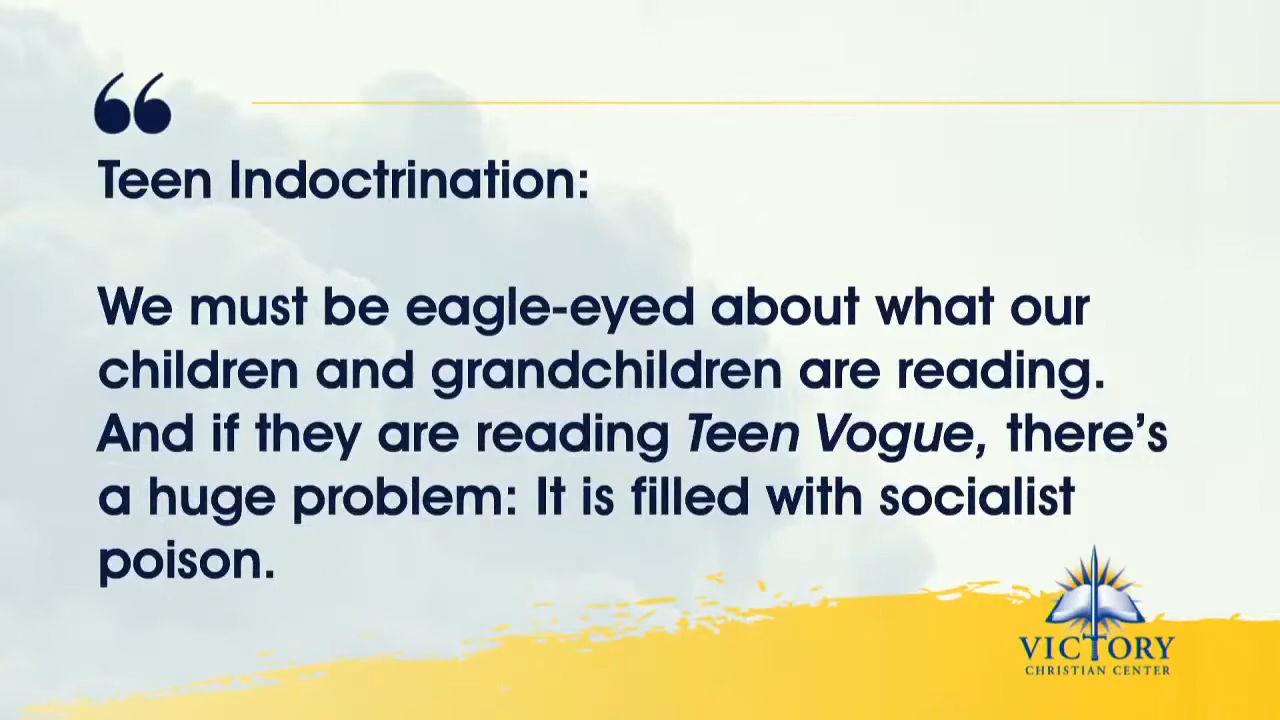 “
Teen Indoctrination:
We must be eagle-eyed about what our
children and grandchildren are reading.
And if they are reading Teen Vogue, there’s
a huge problem: It is filled with socialist
poison.
VICTORY
CHRISTIAN CENTER